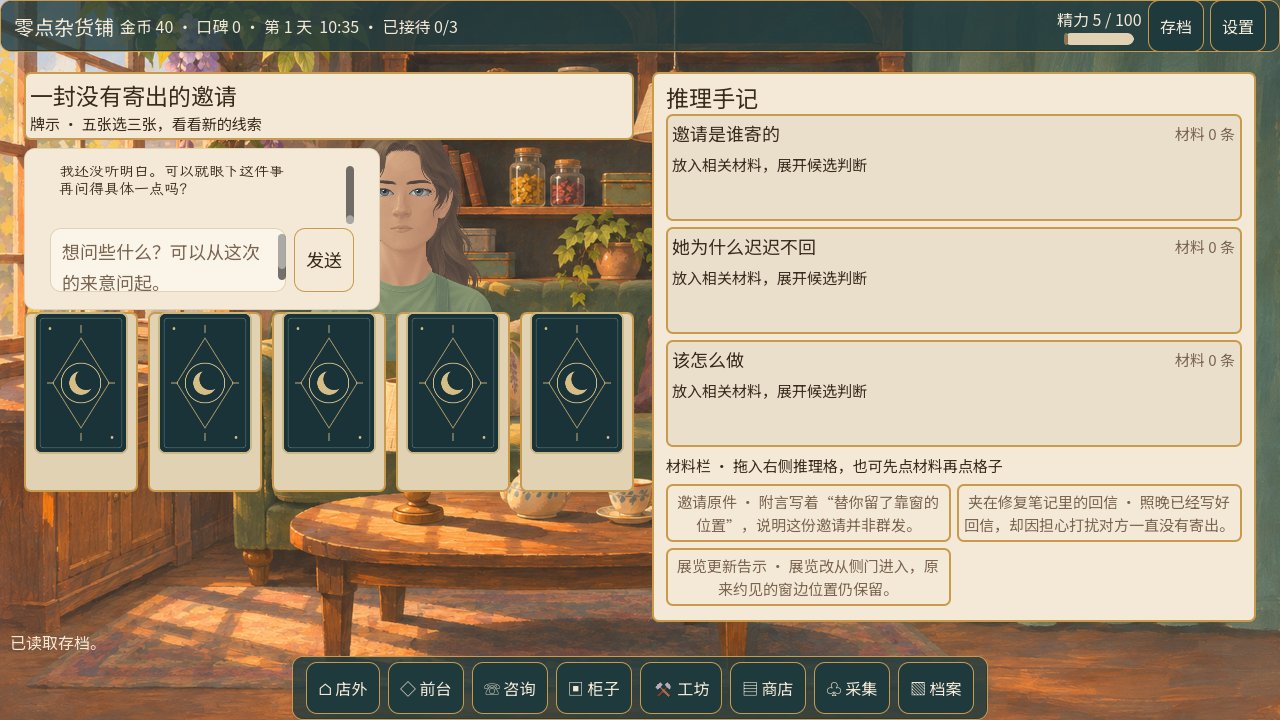 零点杂货铺 金币 40 · 口碑 0 · 第 1 天 10:35 · 已接待 0/3
精力 5 / 100
存档
设置
一封没有寄出的邀请
牌示 · 五张选三张，看看新的线索
我还没听明白。可以就眼下这件事
再问得具体一点吗？
想问些什么？可以从这次
的来意问起。
发送
推理手记
邀请是谁寄的
材料 0 条
放入相关材料，展开候选判断
她为什么迟迟不回
材料 0 条
放入相关材料，展开候选判断
该怎么做
材料 0 条
放入相关材料，展开候选判断
材料栏 · 拖入右侧推理格，也可先点材料再点格子
邀请原件 · 附言写着“替你留了靠窗的
位置”，说明这份邀请并非群发。
夹在修复笔记里的回信 · 照晚已经写好
回信，却因担心打扰对方一直没有寄出。
展览更新告示 · 展览改从侧门进入，原
来约见的窗边位置仍保留。
已读取存档。
店外
前台
咨询
柜子
工坊
商店
采集
档案